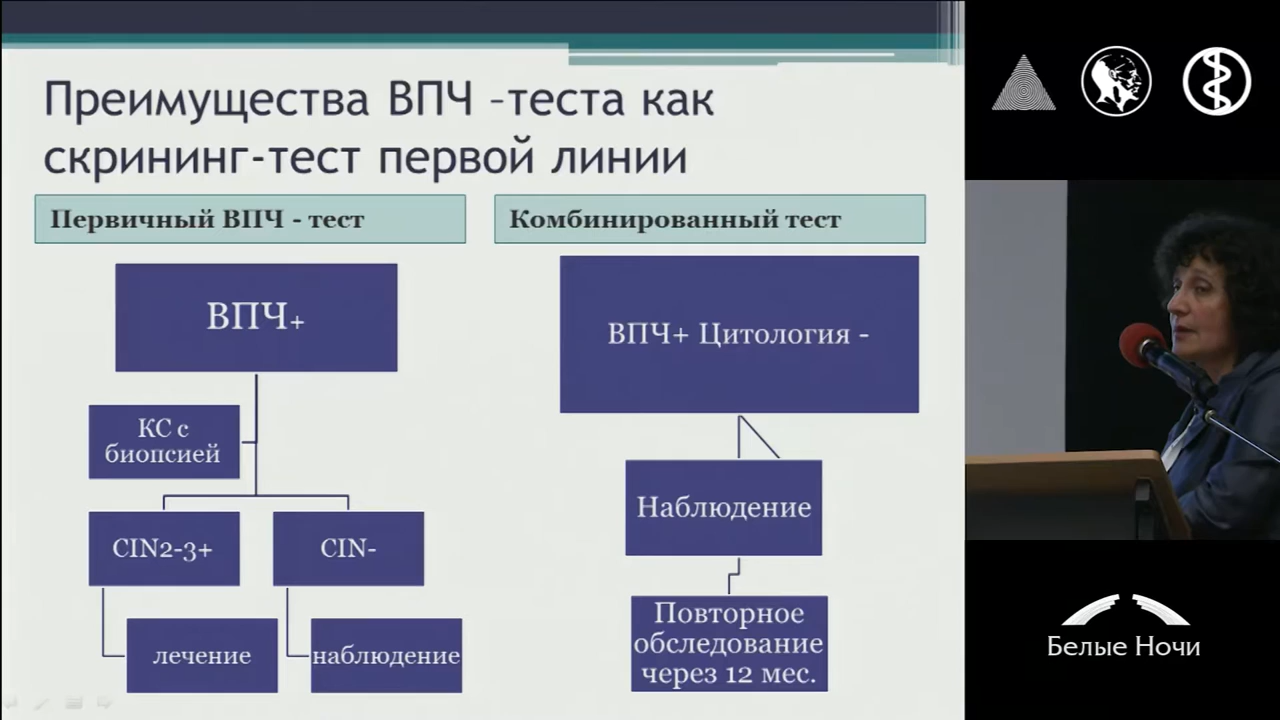 Преимущества ВПЧ –теста как
скрининг-тест первой линии
Первичный ВПЧ - тест
ВПЧ+
КС с
биопсией
CIN2-3+
CIN-
лечение
наблюдение
Комбинированный тест
ВПЧ+ Цитология -
Наблюдение
Повторное
обследование
через 12 мес.
Белые Ночи